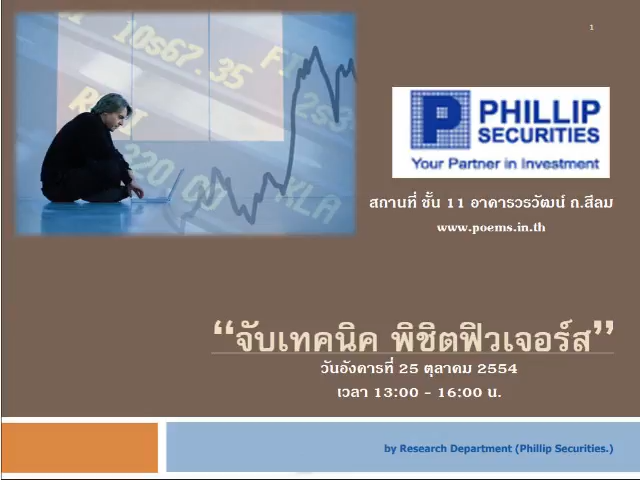 1
10s67.35
PHILLIP
SECURITIES
Your Partner in Investment
สถานที่ ชั้น 11 อาคารวรวัฒน์ ถ.สีลม
www.poems.in.th
“จับเทคนิค พิชิตฟิวเจอร์ส”
วันอังคารที่ 25 ตุลาคม 2554
เวลา 13:00 - 16:00 น.
by Research Department (Phillip Securities.)